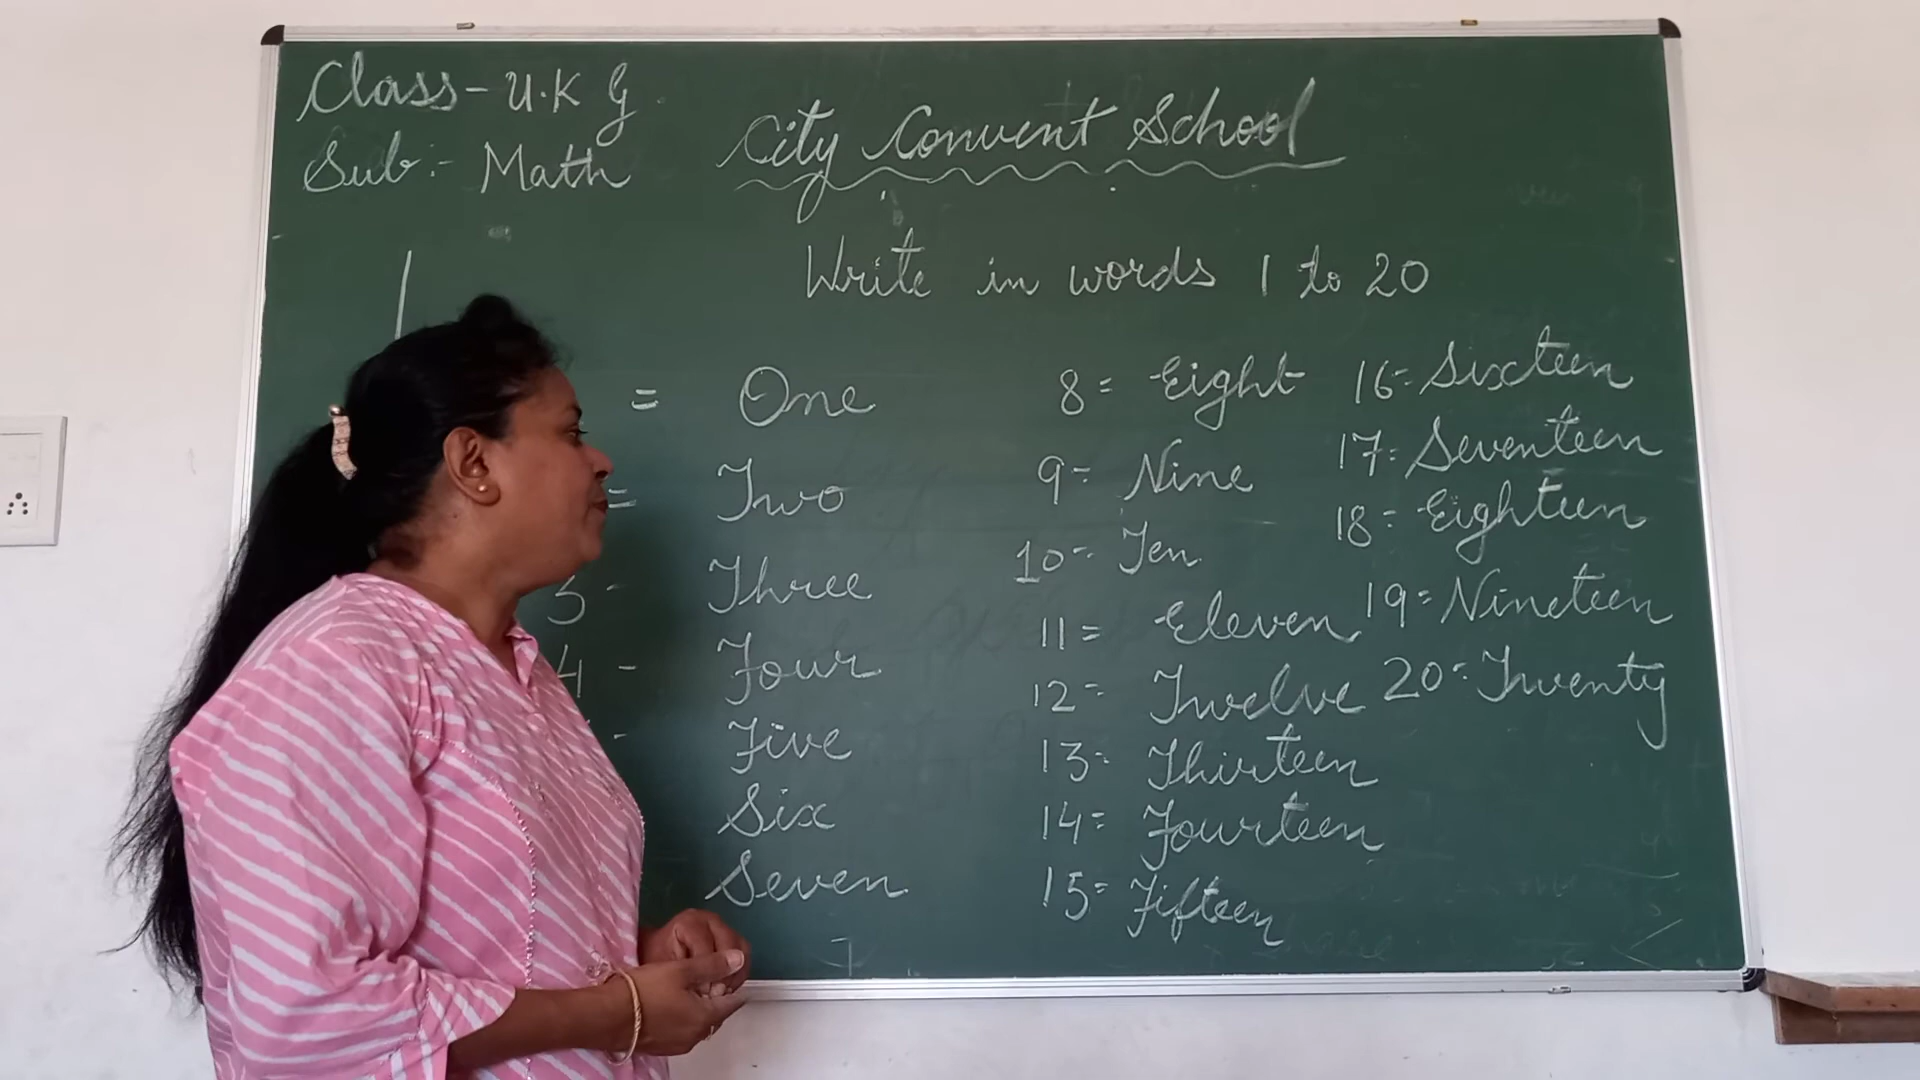 Class - U.K G.
Sub:- Math
City Convent School
Write in words 1 to 20
= One
= Two
3 - Three
4 - Four
- Five
Six
Seven
8 = Eight
9 = Nine
10 = Ten
11 = Eleven
12 = Twelve
13 = Thirteen
14 = Fourteen
15 = Fifteen
16 = Sixteen
17 = Seventeen
18 = Eighteen
19 = Nineteen
20 = Twenty